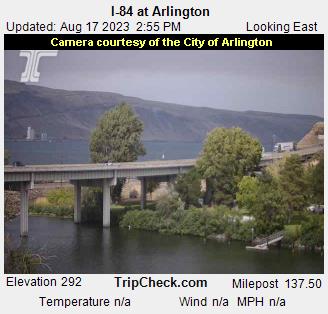 I-84 at Arlington
Updated: Aug 17 2023 2:55 PM Looking East
Camera courtesy of the City of Arlington
Elevation 292 TripCheck.com Milepost 137.50
Temperature n/a Wind n/a MPH n/a